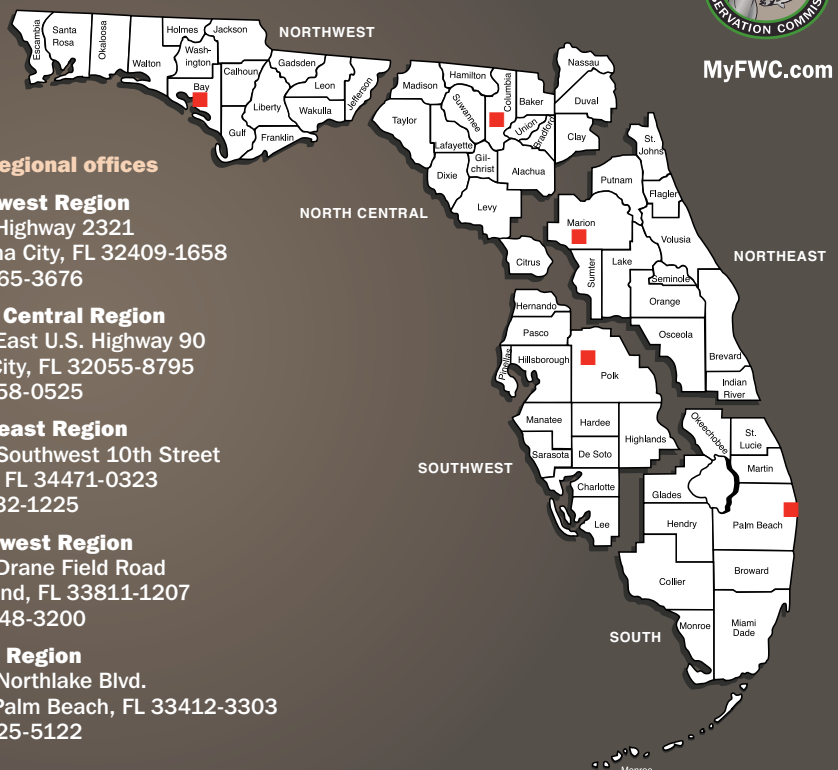 RVATION COMMIS
MyFWC.com
NORTHWEST
Escambia
Santa
Rosa
Okaloosa
Walton
Holmes
Wash-
ington
Jackson
Bay
Calhoun
Gulf
Liberty
Gadsden
Franklin
Leon
Wakulla
Jefferson
Madison
Taylor
Hamilton
Suwannee
Lafayette
Columbia
Dixie
Gil-
christ
Levy
Baker
Union
Bradford
Alachua
Citrus
NORTH CENTRAL
Nassau
Duval
Clay
St.
Johns
Putnam
Flagler
Marion
Volusia
Sumter
Lake
Seminole
Orange
Osceola
Brevard
Indian
River
NORTHEAST
Hernando
Pasco
Pinellas
Hillsborough
Polk
Manatee
Hardee
Highlands
Sarasota
De Soto
Charlotte
Lee
SOUTHWEST
Okeechobee
St.
Lucie
Martin
Glades
Hendry
Palm Beach
Broward
Collier
Monroe
Miami
Dade
SOUTH
Monroe
egional offices
west Region
Highway 2321
a City, FL 32409-1658
65-3676
Central Region
East U.S. Highway 90
City, FL 32055-8795
58-0525
east Region
Southwest 10th Street
FL 34471-0323
32-1225
west Region
Drane Field Road
nd, FL 33811-1207
48-3200
Region
Northlake Blvd.
Palm Beach, FL 33412-3303
25-5122